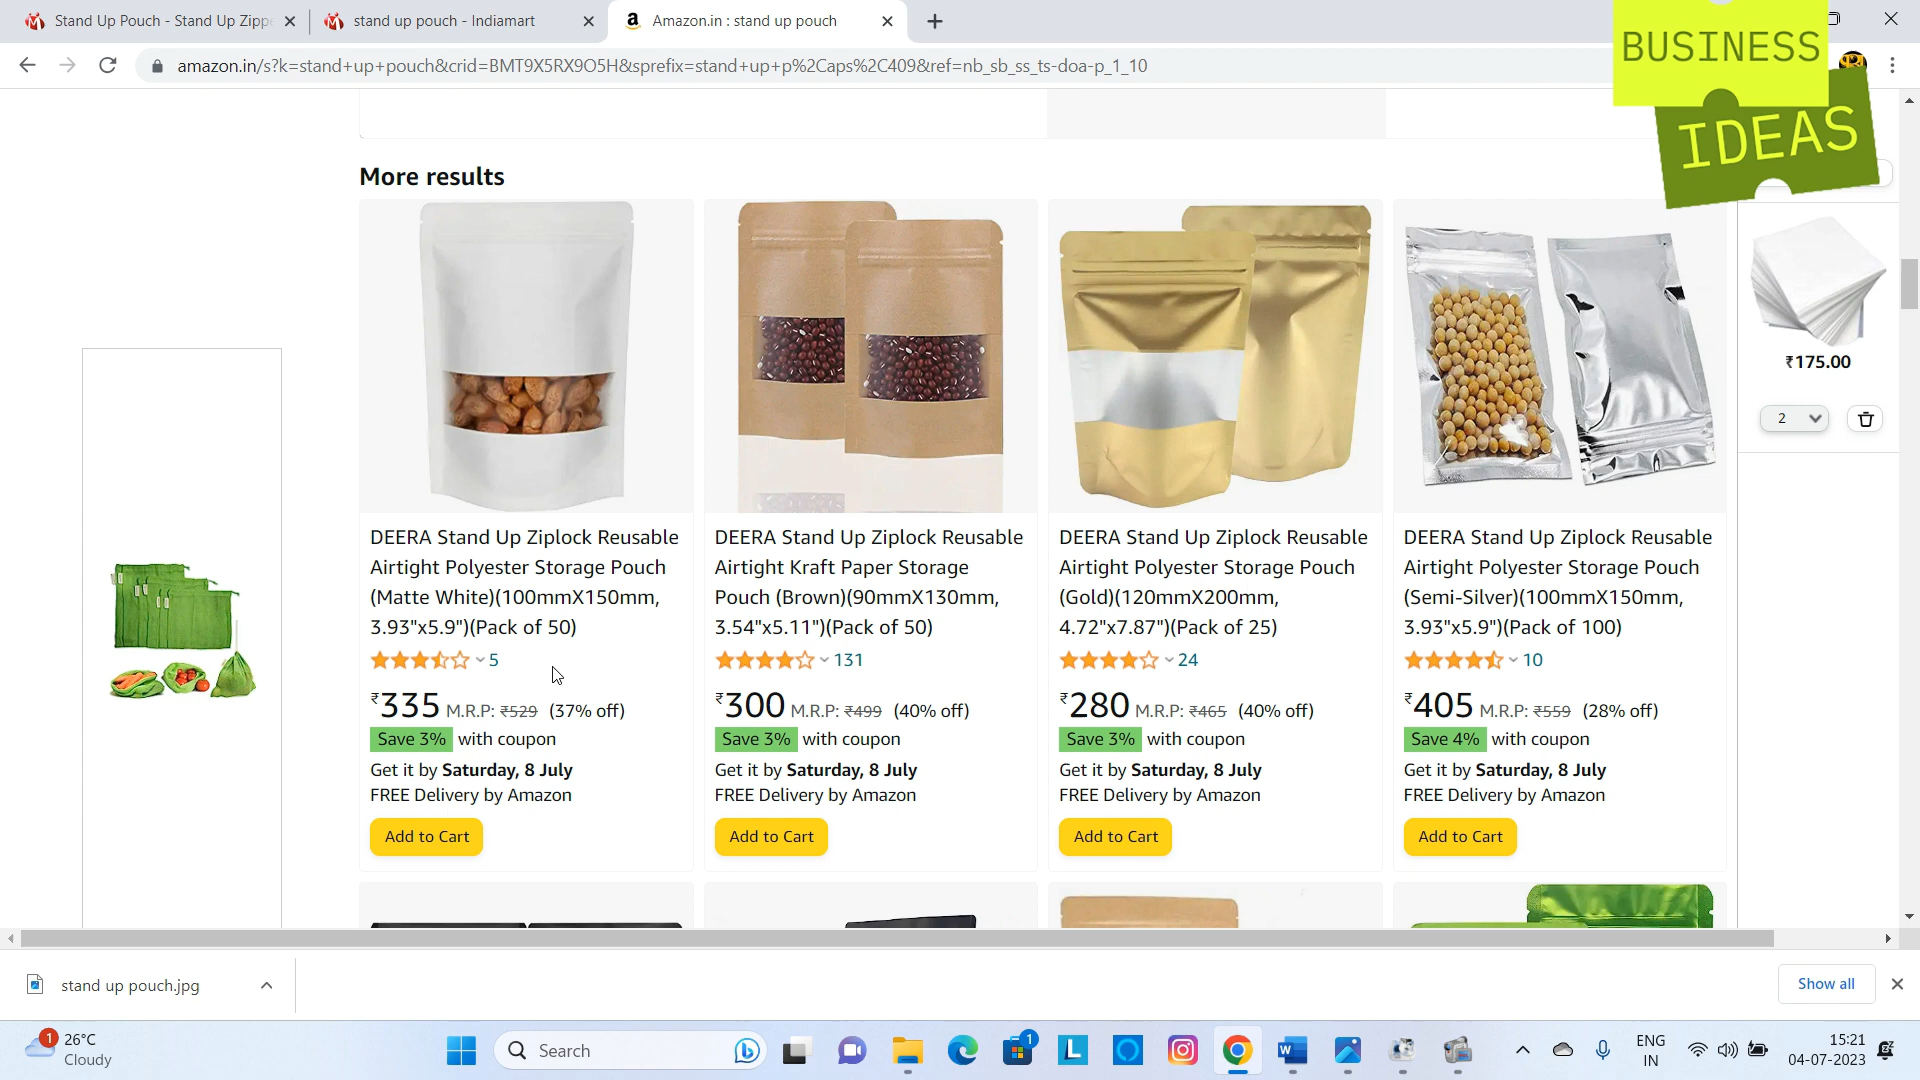 Stand Up Pouch - Stand Up Zippe
stand up pouch - Indiamart
Amazon.in : stand up pouch
amazon.in/s?k=stand+up+pouch&crid=BMT9X5RX9O5H&sprefix=stand+up+p%2Caps%2C409&ref=nb_sb_ss_ts-doa-p_1_10
BUSINESS
IDEAS
More results
₹175.00
2
DEERA Stand Up Ziplock Reusable
Airtight Polyester Storage Pouch
(Matte White)(100mmX150mm,
3.93"x5.9")(Pack of 50)
5
₹335 M.R.P: ₹529 (37% off)
Save 3% with coupon
Get it by Saturday, 8 July
FREE Delivery by Amazon
Add to Cart
DEERA Stand Up Ziplock Reusable
Airtight Kraft Paper Storage
Pouch (Brown)(90mmX130mm,
3.54"x5.11")(Pack of 50)
131
₹300 M.R.P: ₹499 (40% off)
Save 3% with coupon
Get it by Saturday, 8 July
FREE Delivery by Amazon
Add to Cart
DEERA Stand Up Ziplock Reusable
Airtight Polyester Storage Pouch
(Gold)(120mmX200mm,
4.72"x7.87")(Pack of 25)
24
₹280 M.R.P: ₹465 (40% off)
Save 3% with coupon
Get it by Saturday, 8 July
FREE Delivery by Amazon
Add to Cart
DEERA Stand Up Ziplock Reusable
Airtight Polyester Storage Pouch
(Semi-Silver)(100mmX150mm,
3.93"x5.9")(Pack of 100)
10
₹405 M.R.P: ₹559 (28% off)
Save 4% with coupon
Get it by Saturday, 8 July
FREE Delivery by Amazon
Add to Cart
stand up pouch.jpg
Show all
1
26°C
Cloudy
Search
1
ENG
IN
15:21
04-07-2023